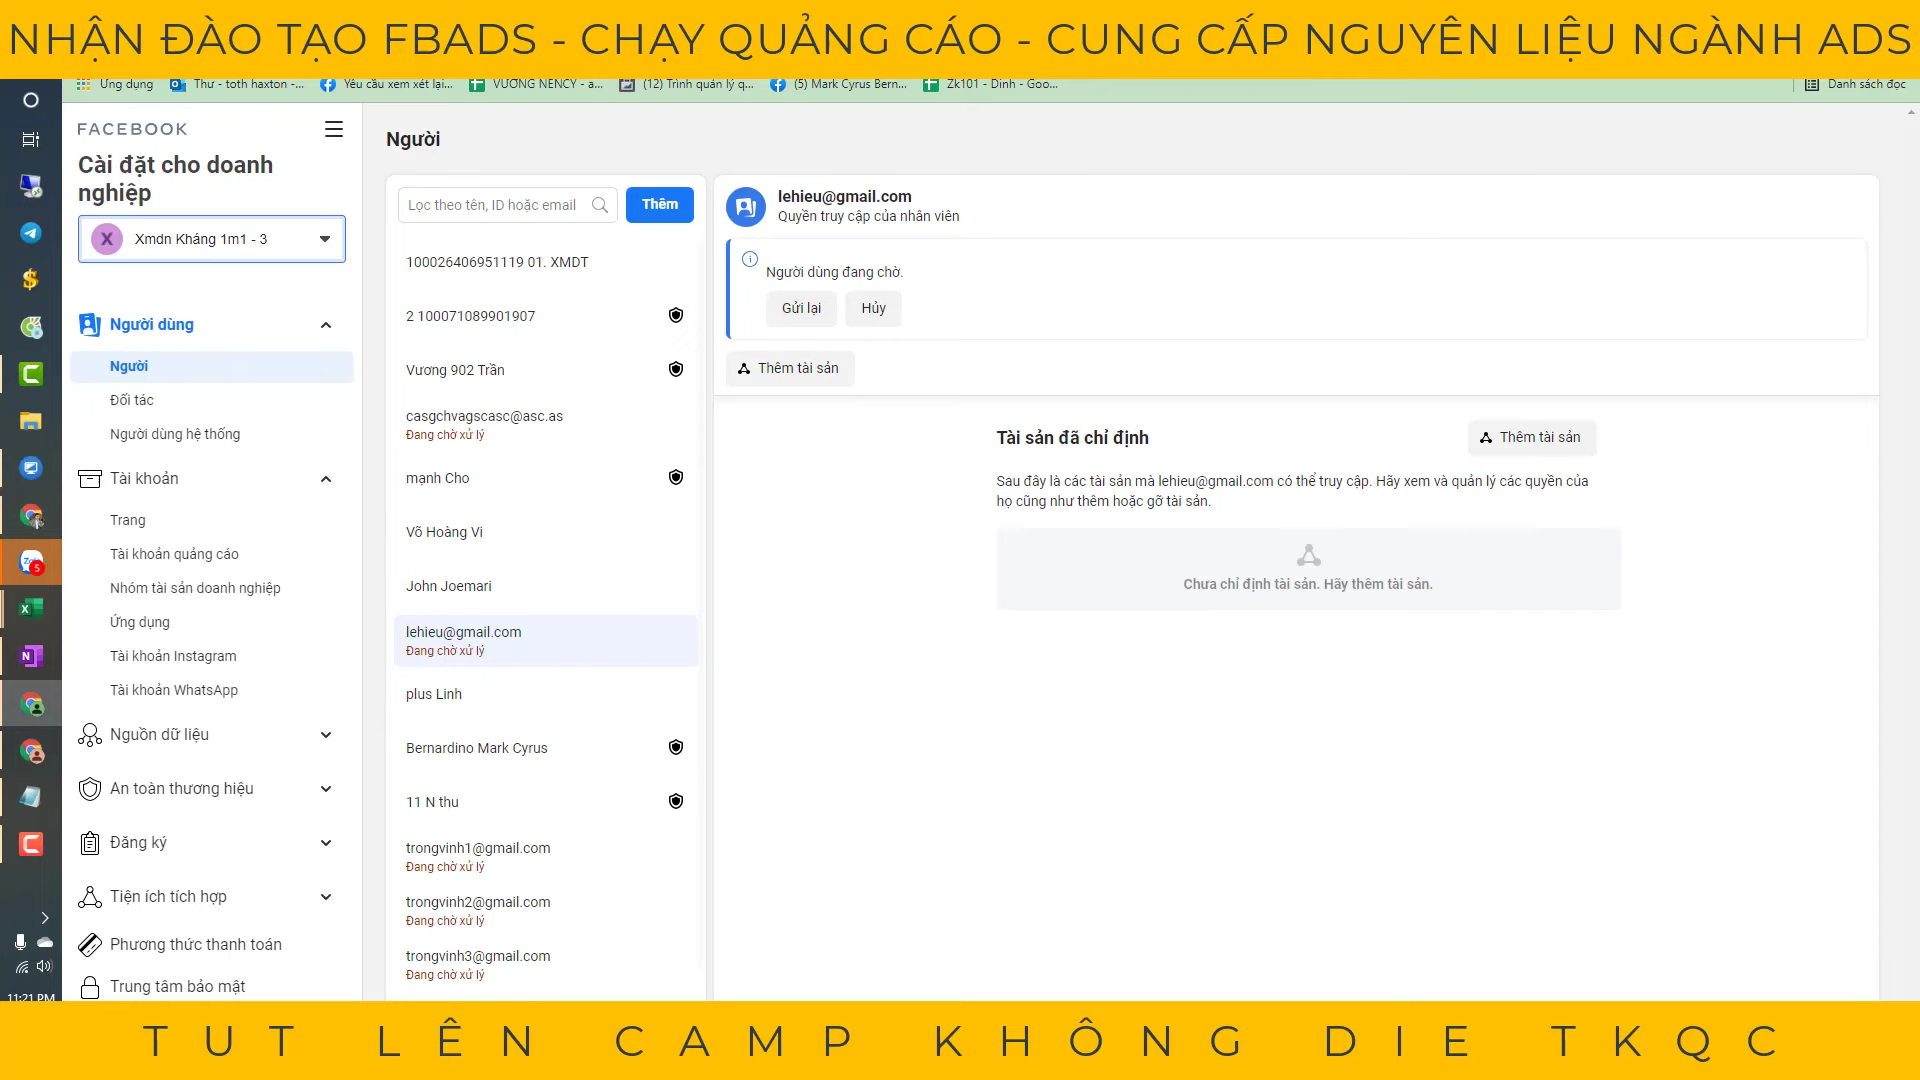 NHẬN ĐÀO TẠO FBADS - CHẠY QUẢNG CÁO - CUNG CẤP NGUYÊN LIỆU NGÀNH ADS
Ứng dụng
Thư - toth haxton -...
Yêu cầu xem xét lại...
VƯƠNG NENCY - a...
(12) Trình quản lý q...
(5) Mark Cyrus Bern...
Zk101 - Dinh - Goo...
Danh sách đọc
FACEBOOK
Cài đặt cho doanh
nghiệp
X
Xmdn Kháng 1m1 - 3
Người dùng
Người
Đối tác
Người dùng hệ thống
Tài khoản
Trang
Tài khoản quảng cáo
Nhóm tài sản doanh nghiệp
Ứng dụng
Tài khoản Instagram
Tài khoản WhatsApp
Nguồn dữ liệu
An toàn thương hiệu
Đăng ký
Tiện ích tích hợp
Phương thức thanh toán
Trung tâm bảo mật
5
11:21 PM
Người
Lọc theo tên, ID hoặc email
Thêm
100026406951119 01. XMDT
2 100071089901907
Vương 902 Trần
casgchvagscasc@asc.as
Đang chờ xử lý
mạnh Cho
Võ Hoàng Vi
John Joemari
lehieu@gmail.com
Đang chờ xử lý
plus Linh
Bernardino Mark Cyrus
11 N thu
trongvinh1@gmail.com
Đang chờ xử lý
trongvinh2@gmail.com
Đang chờ xử lý
trongvinh3@gmail.com
Đang chờ xử lý
lehieu@gmail.com
Quyền truy cập của nhân viên
Người dùng đang chờ.
Gửi lại
Hủy
Thêm tài sản
Tài sản đã chỉ định
Thêm tài sản
Sau đây là các tài sản mà lehieu@gmail.com có thể truy cập. Hãy xem và quản lý các quyền của
họ cũng như thêm hoặc gỡ tài sản.
Chưa chỉ định tài sản. Hãy thêm tài sản.
TUT LÊN CAMP KHÔNG DIE TKQC